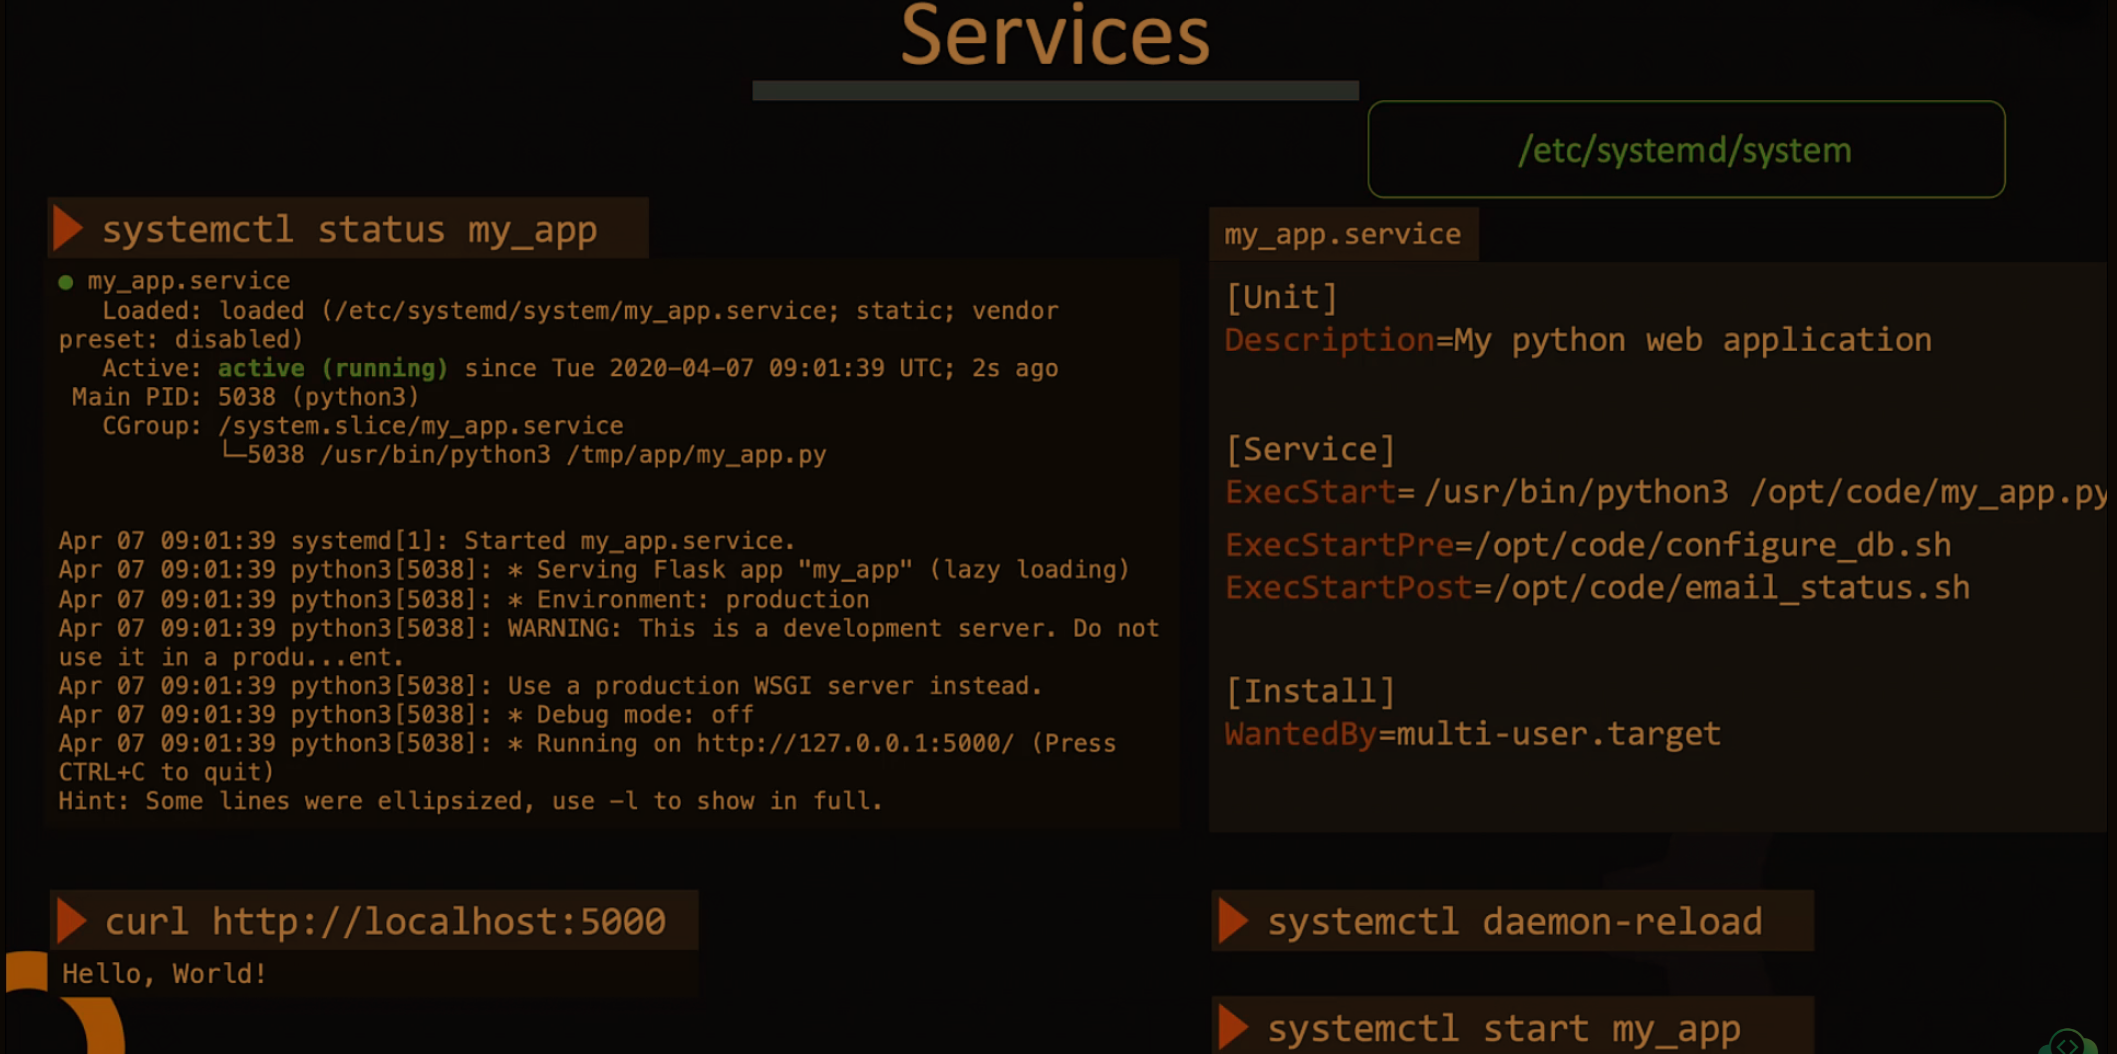 Services
/etc/systemd/system
systemctl status my_app
● my_app.service
Loaded: loaded (/etc/systemd/system/my_app.service; static; vendor
preset: disabled)
Active: active (running) since Tue 2020-04-07 09:01:39 UTC; 2s ago
Main PID: 5038 (python3)
CGroup: /system.slice/my_app.service
└─5038 /usr/bin/python3 /tmp/app/my_app.py
Apr 07 09:01:39 systemd[1]: Started my_app.service.
Apr 07 09:01:39 python3[5038]: * Serving Flask app "my_app" (lazy loading)
Apr 07 09:01:39 python3[5038]: * Environment: production
Apr 07 09:01:39 python3[5038]: WARNING: This is a development server. Do not
use it in a produ...ent.
Apr 07 09:01:39 python3[5038]: Use a production WSGI server instead.
Apr 07 09:01:39 python3[5038]: * Debug mode: off
Apr 07 09:01:39 python3[5038]: * Running on http://127.0.0.1:5000/ (Press
CTRL+C to quit)
Hint: Some lines were ellipsized, use -l to show in full.
my_app.service
[Unit]
Description=My python web application
[Service]
ExecStart= /usr/bin/python3 /opt/code/my_app.py
ExecStartPre=/opt/code/configure_db.sh
ExecStartPost=/opt/code/email_status.sh
[Install]
WantedBy=multi-user.target
curl http://localhost:5000
Hello, World!
systemctl daemon-reload
systemctl start my_app